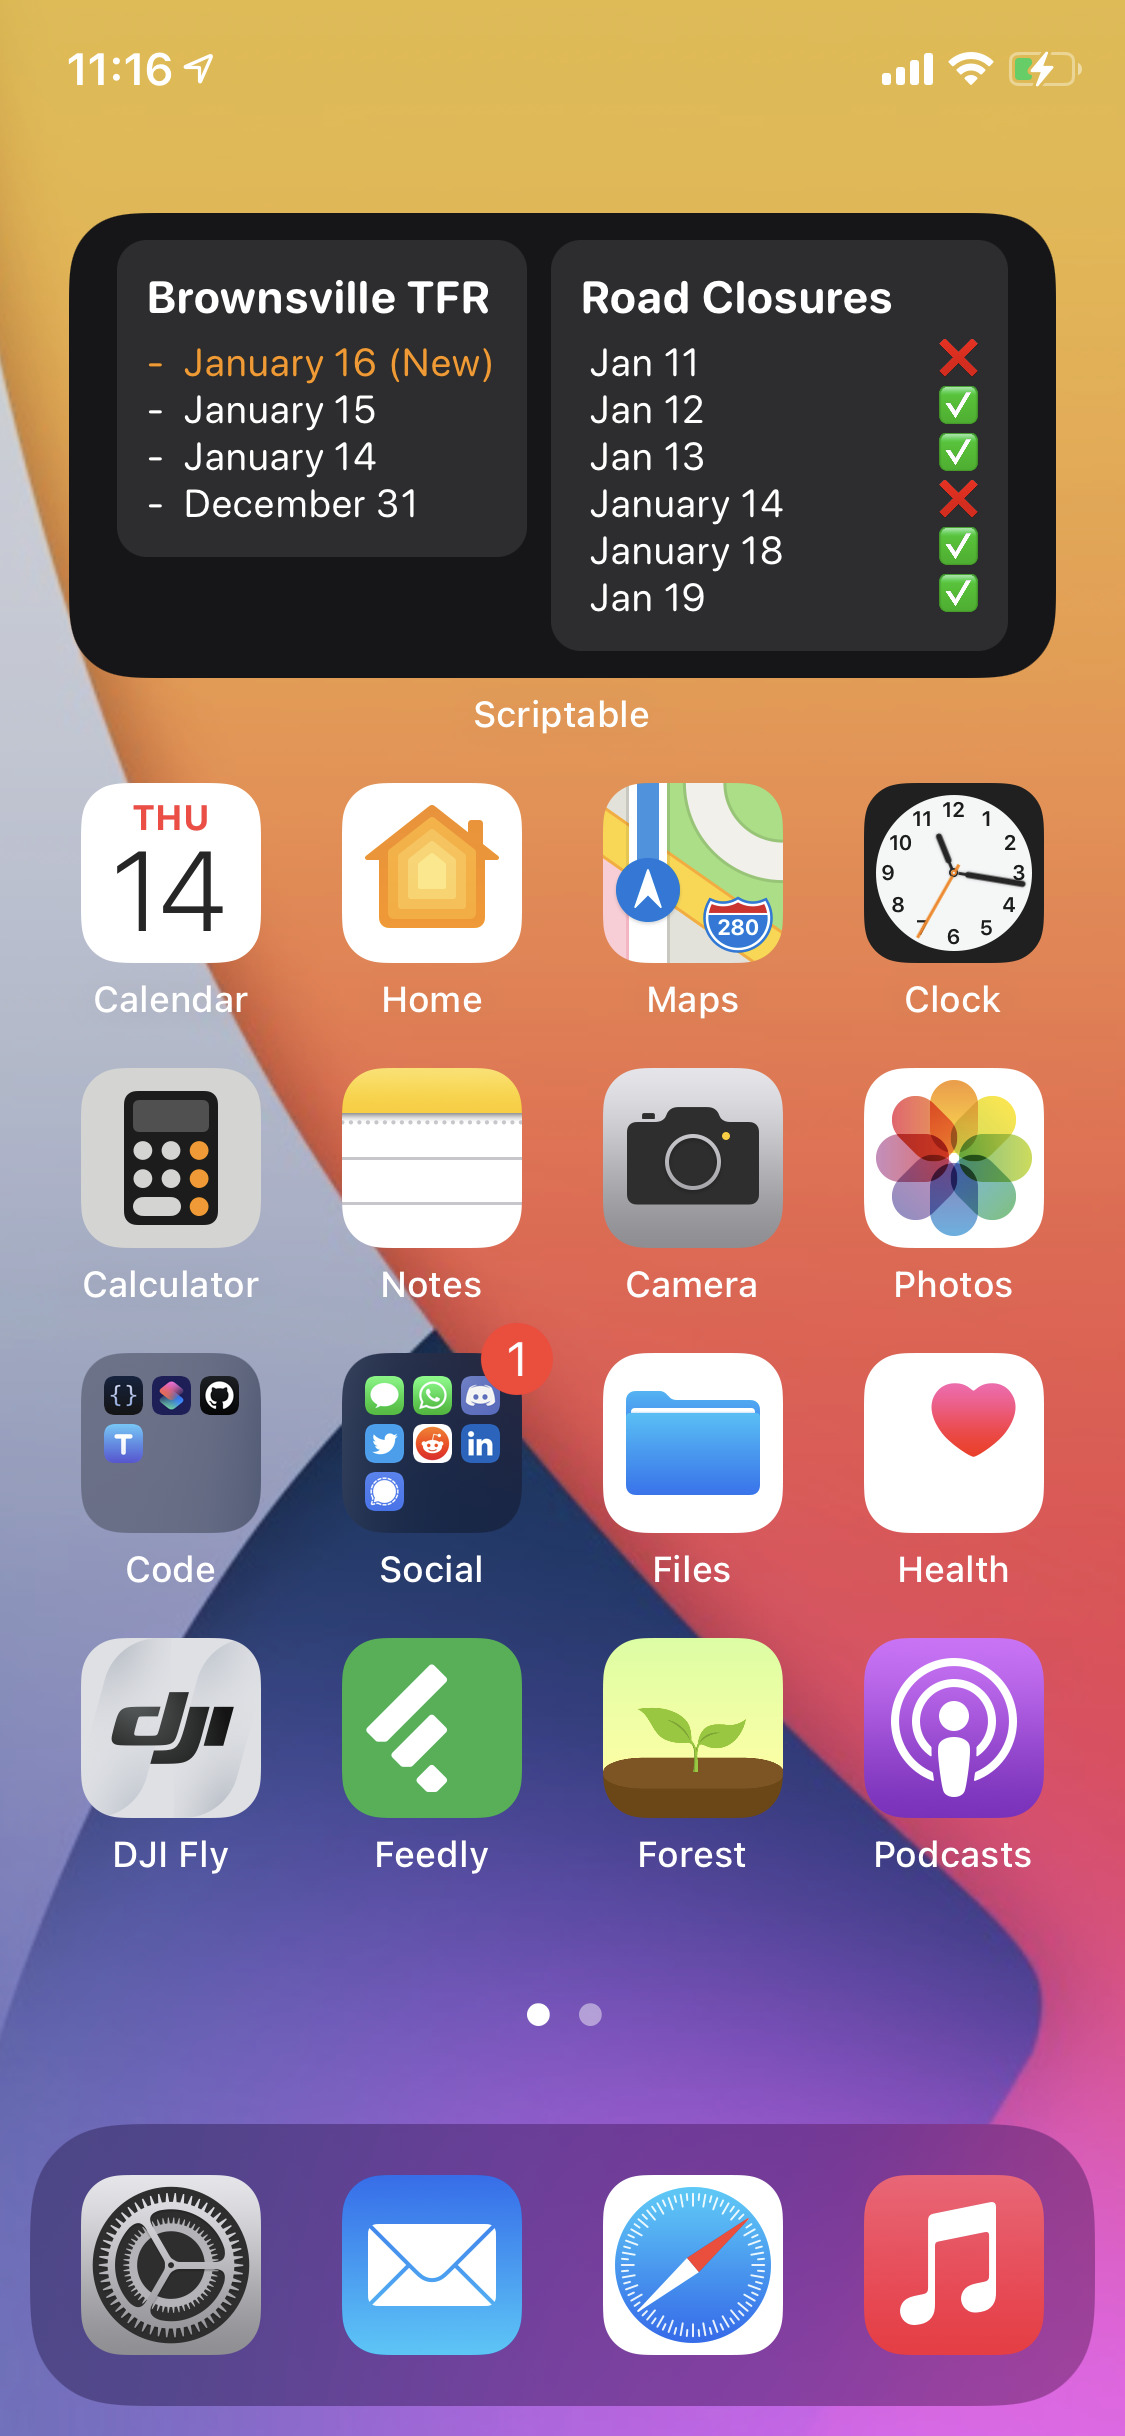 11:16
Brownsville TFR
- January 16 (New)
- January 15
- January 14
- December 31
Road Closures
Jan 11 ❌
Jan 12 ✅
Jan 13 ✅
January 14 ❌
January 18 ✅
Jan 19 ✅
Scriptable
THU
14
280
12
1
2
3
4
5
6
7
8
9
10
11
Calendar
Home
Maps
Clock
Calculator
Notes
Camera
Photos
{}
T
1
in
Code
Social
Files
Health
dji
DJI Fly
Feedly
Forest
Podcasts